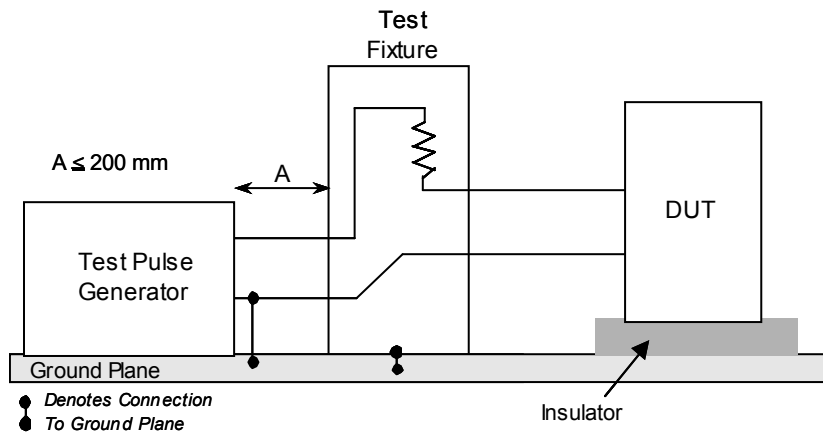 Test
Fixture
A ≤ 200 mm
A
DUT
Test Pulse
Generator
Ground Plane
Denotes Connection
To Ground Plane
Insulator